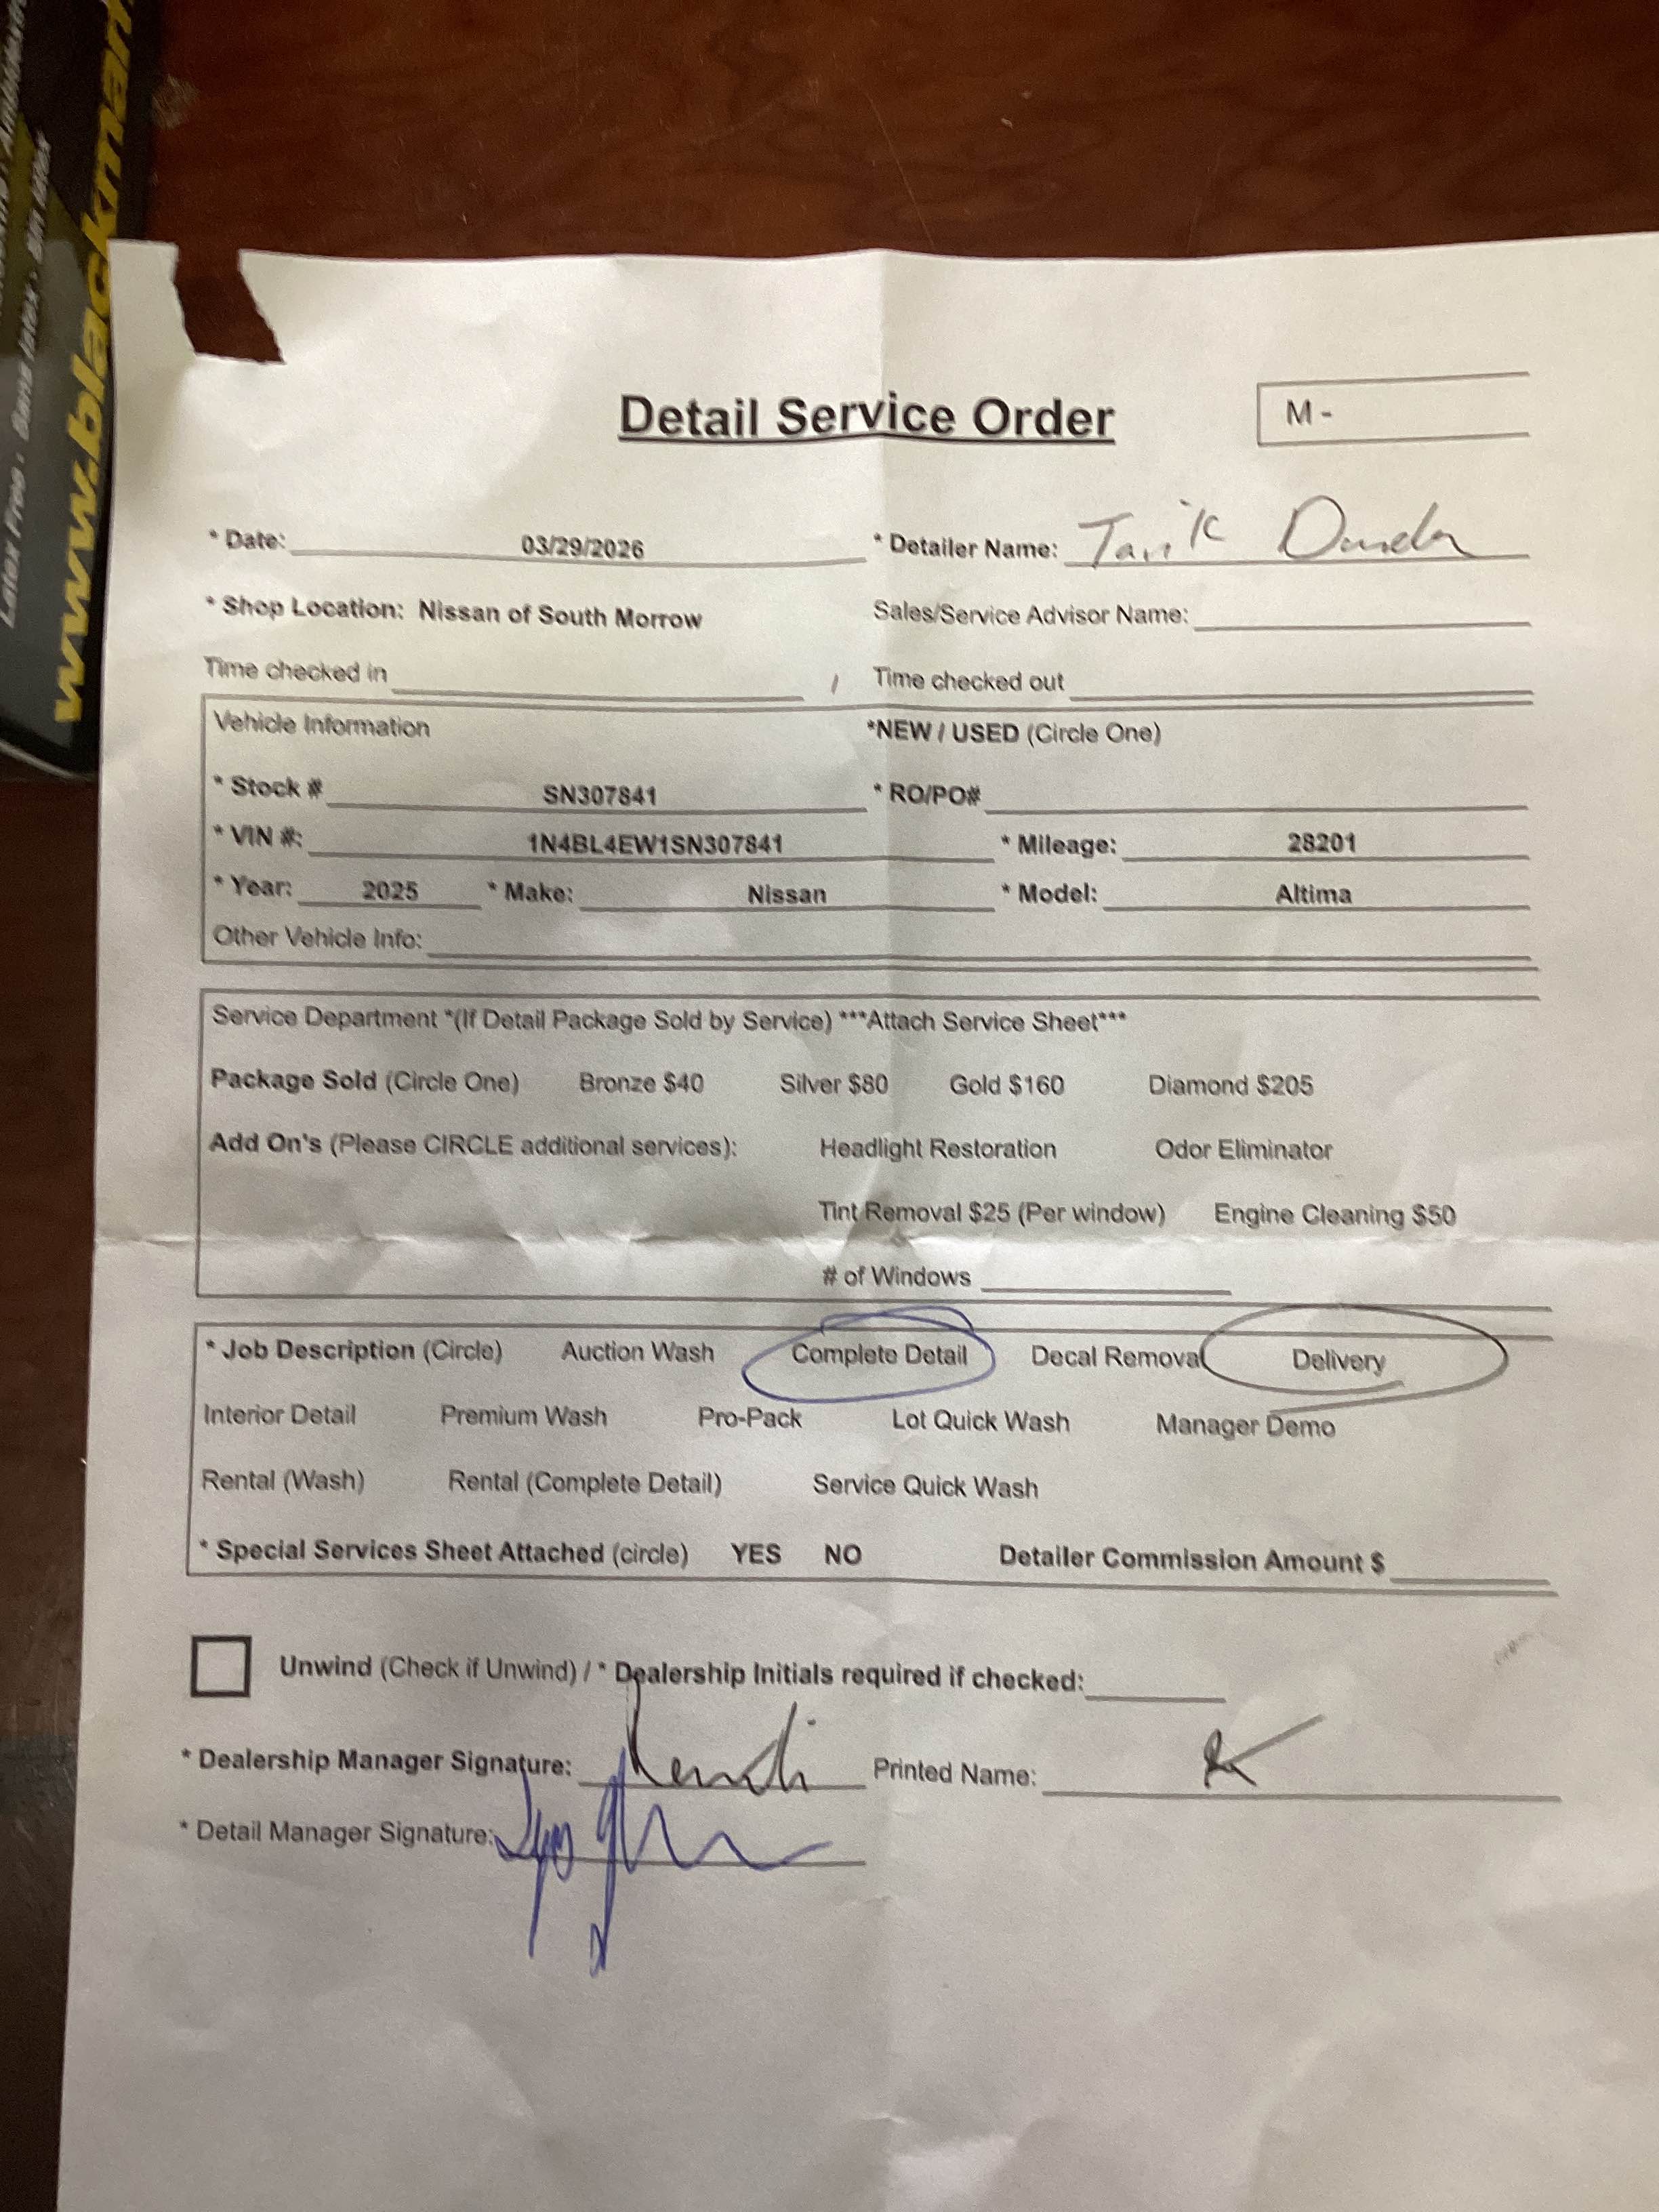 www.blackman
Latex Free · Sans latex · Sin latex
Detail Service Order
M -
* Date: 03/29/2026 * Detailer Name: Tarik
* Shop Location: Nissan of South Morrow Sales/Service Advisor Name:
Time checked in Time checked out
Vehicle Information *NEW / USED (Circle One)
* Stock # SN307841 * RO/PO#
* VIN #: 1N4BL4EW1SN307841 * Mileage: 28201
* Year: 2025 * Make: Nissan * Model: Altima
Other Vehicle Info:
Service Department *(If Detail Package Sold by Service) ***Attach Service Sheet***
Package Sold (Circle One) Bronze $40 Silver $80 Gold $160 Diamond $205
Add On's (Please CIRCLE additional services): Headlight Restoration Odor Eliminator
Tint Removal $25 (Per window) Engine Cleaning $50
# of Windows
* Job Description (Circle) Auction Wash Complete Detail Decal Removal Delivery
Interior Detail Premium Wash Pro-Pack Lot Quick Wash Manager Demo
Rental (Wash) Rental (Complete Detail) Service Quick Wash
* Special Services Sheet Attached (circle) YES NO Detailer Commission Amount $
Unwind (Check if Unwind) / * Dealership Initials required if checked:
* Dealership Manager Signature: Printed Name:
* Detail Manager Signature: